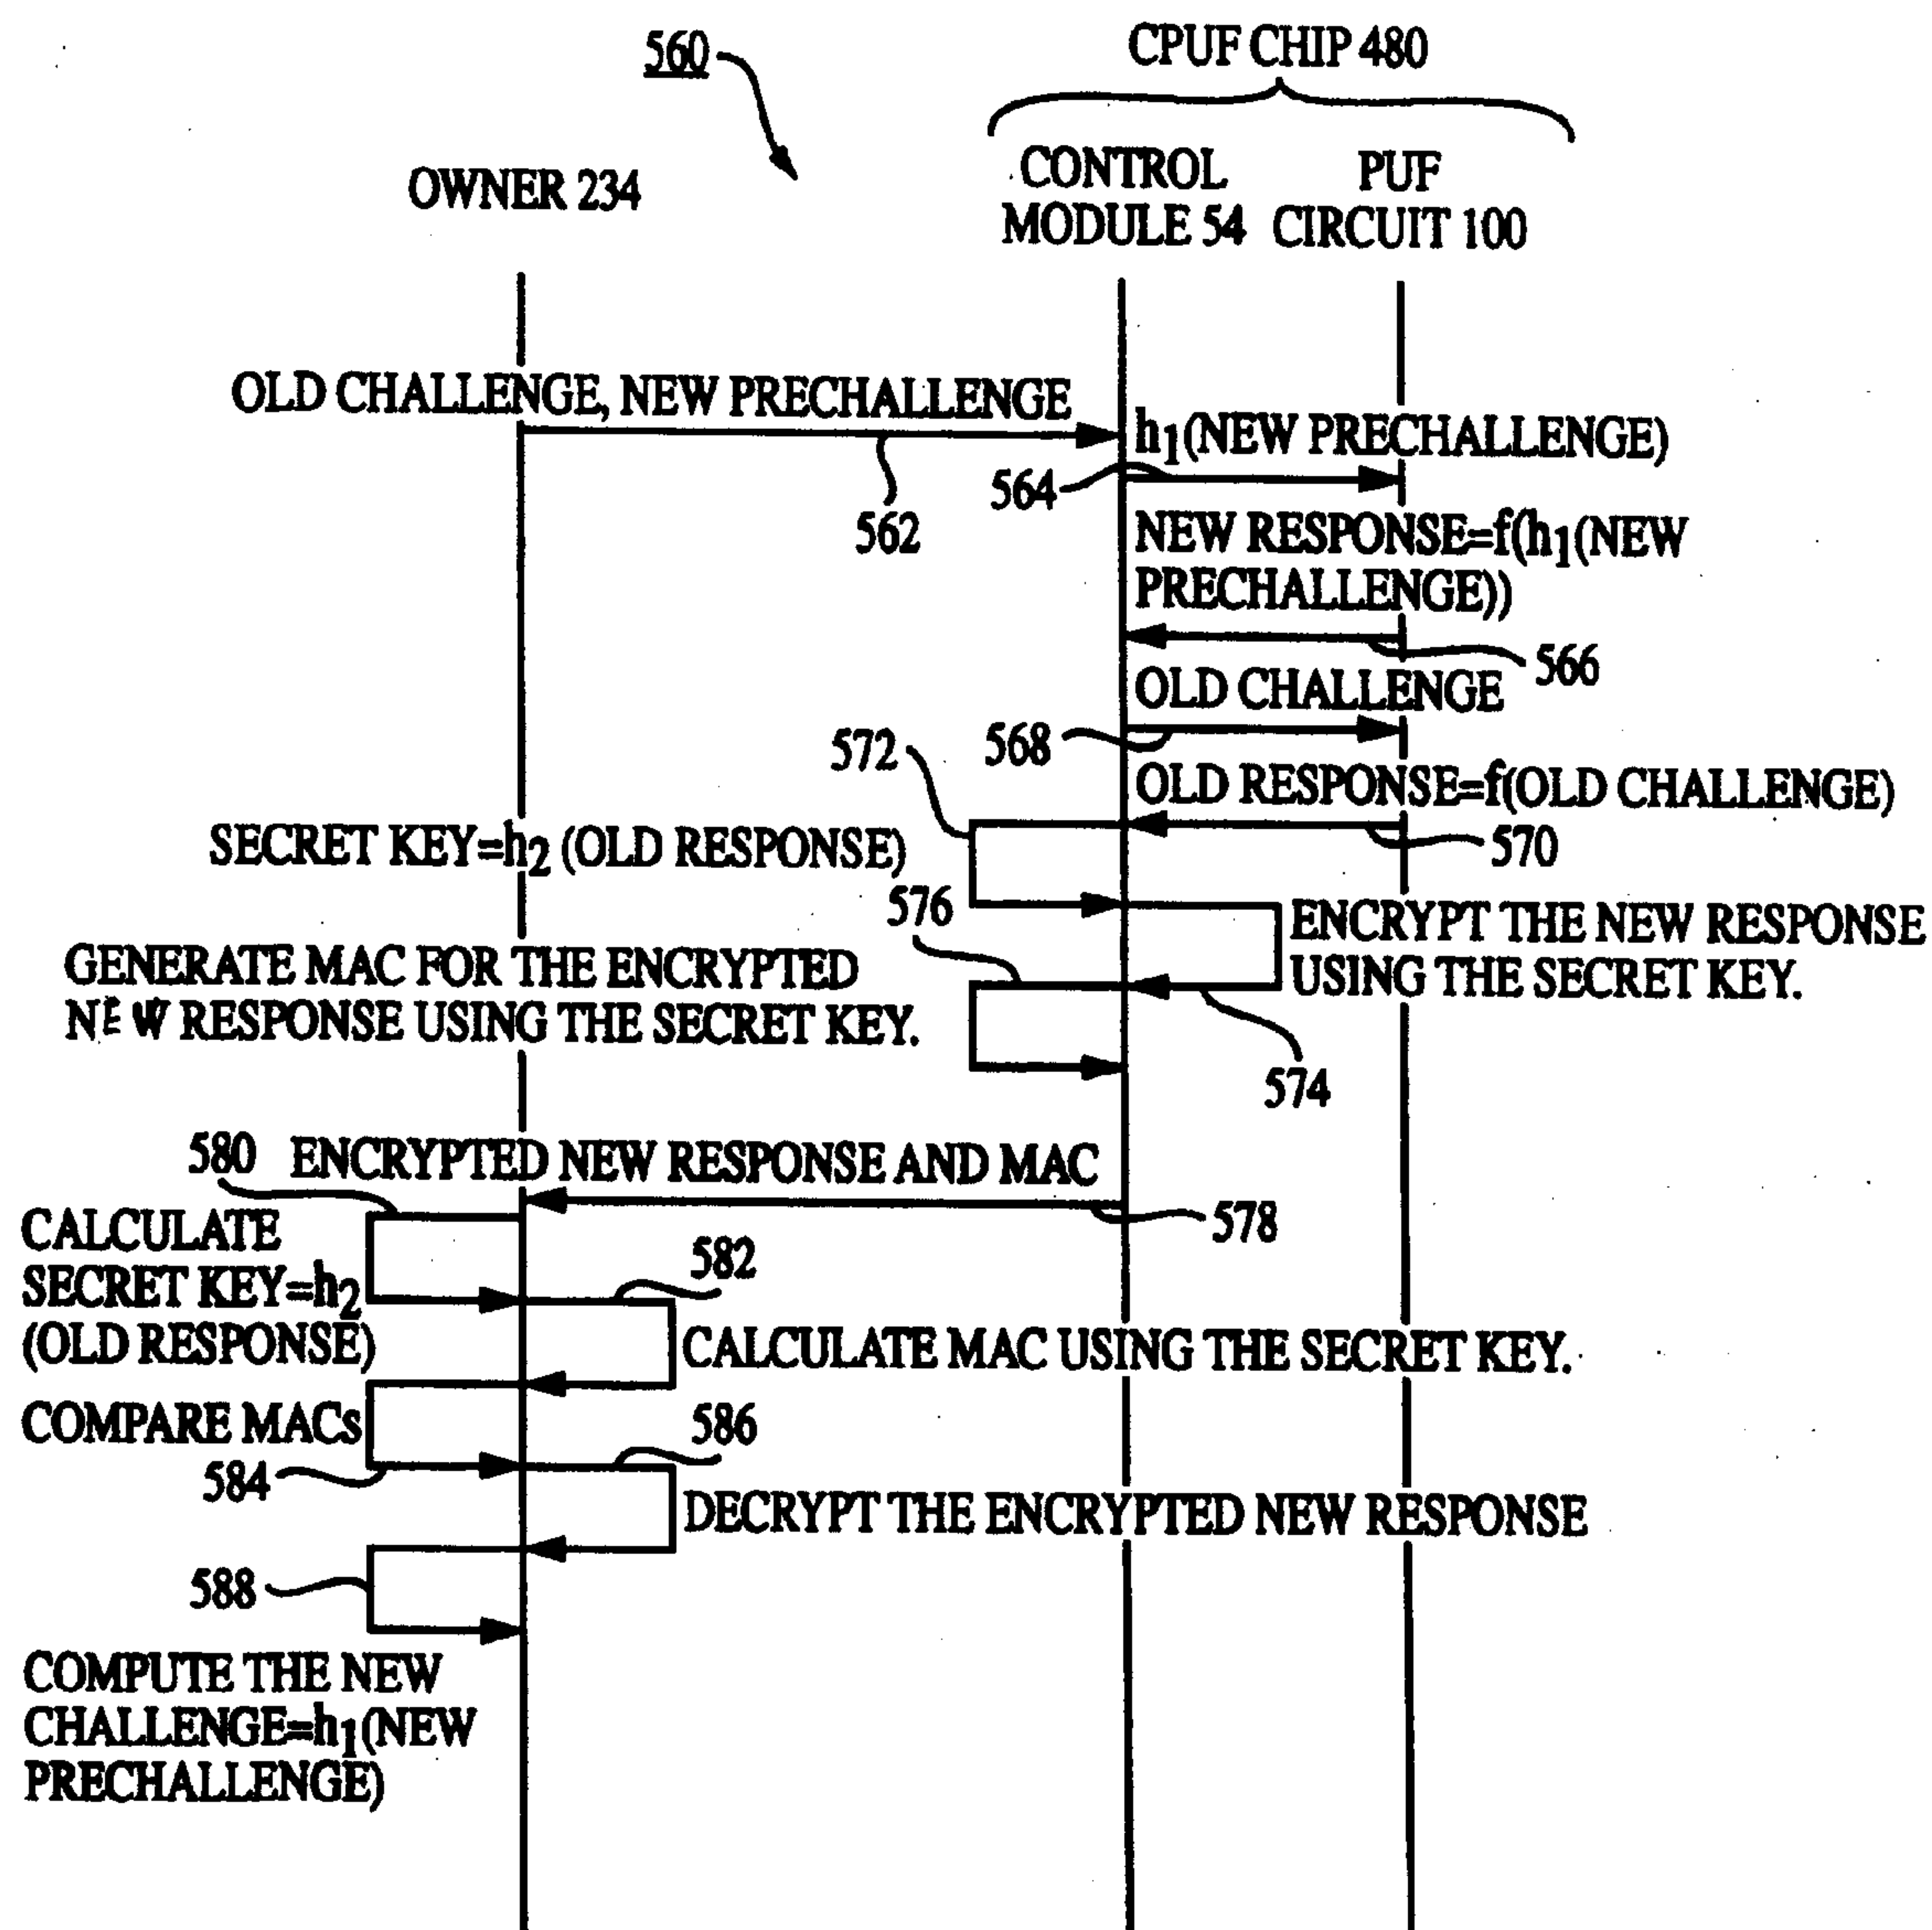 560
CPUF CHIP 480
OWNER 234
CONTROL
MODULE 54
PUF
CIRCUIT 100
OLD CHALLENGE, NEW PRECHALLENGE
562
h1(NEW PRECHALLENGE)
564
NEW RESPONSE=f(h1(NEW
PRECHALLENGE))
566
OLD CHALLENGE
568
572
OLD RESPONSE=f(OLD CHALLENGE)
570
SECRET KEY=h2 (OLD RESPONSE)
576
ENCRYPT THE NEW RESPONSE
USING THE SECRET KEY.
574
GENERATE MAC FOR THE ENCRYPTED
NEW RESPONSE USING THE SECRET KEY.
580
ENCRYPTED NEW RESPONSE AND MAC
578
CALCULATE
SECRET KEY=h2
(OLD RESPONSE)
582
CALCULATE MAC USING THE SECRET KEY.
COMPARE MACs
584
586
DECRYPT THE ENCRYPTED NEW RESPONSE
588
COMPUTE THE NEW
CHALLENGE=h1(NEW
PRECHALLENGE)